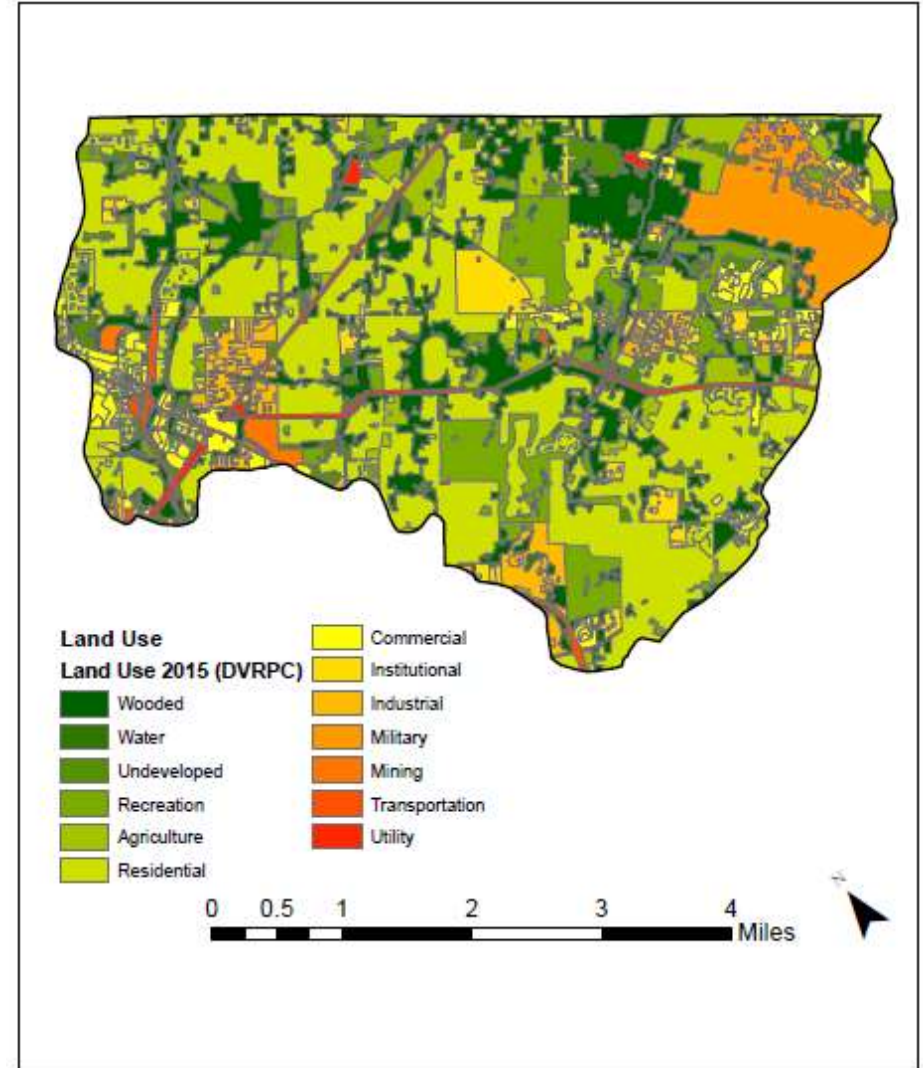 Land Use
Land Use 2015 (DVRPC)
Wooded
Water
Undeveloped
Recreation
Agriculture
Residential
Commercial
Institutional
Industrial
Military
Mining
Transportation
Utility
0 0.5 1 2 3 4
Miles
N